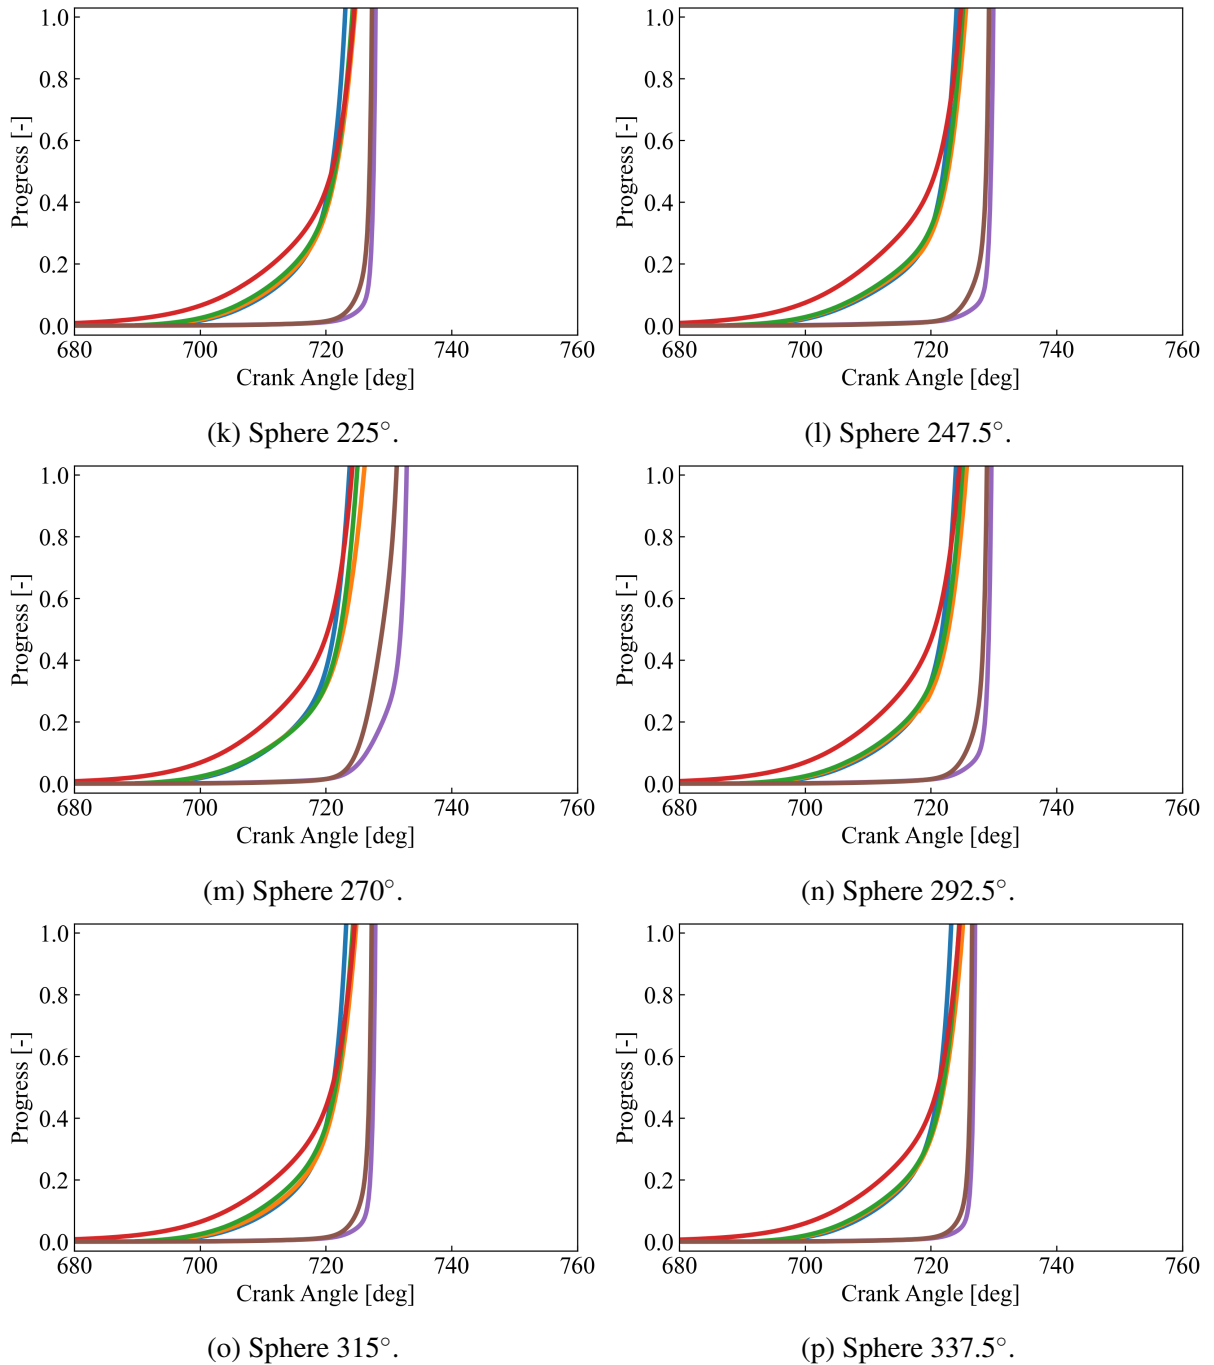 1.0
0.8
0.6
0.4
0.2
0.0
Progress [-]
680 700 720 740 760
Crank Angle [deg]
(k) Sphere 225°.
1.0
0.8
0.6
0.4
0.2
0.0
Progress [-]
680 700 720 740 760
Crank Angle [deg]
(l) Sphere 247.5°.
1.0
0.8
0.6
0.4
0.2
0.0
Progress [-]
680 700 720 740 760
Crank Angle [deg]
(m) Sphere 270°.
1.0
0.8
0.6
0.4
0.2
0.0
Progress [-]
680 700 720 740 760
Crank Angle [deg]
(n) Sphere 292.5°.
1.0
0.8
0.6
0.4
0.2
0.0
Progress [-]
680 700 720 740 760
Crank Angle [deg]
(o) Sphere 315°.
1.0
0.8
0.6
0.4
0.2
0.0
Progress [-]
680 700 720 740 760
Crank Angle [deg]
(p) Sphere 337.5°.